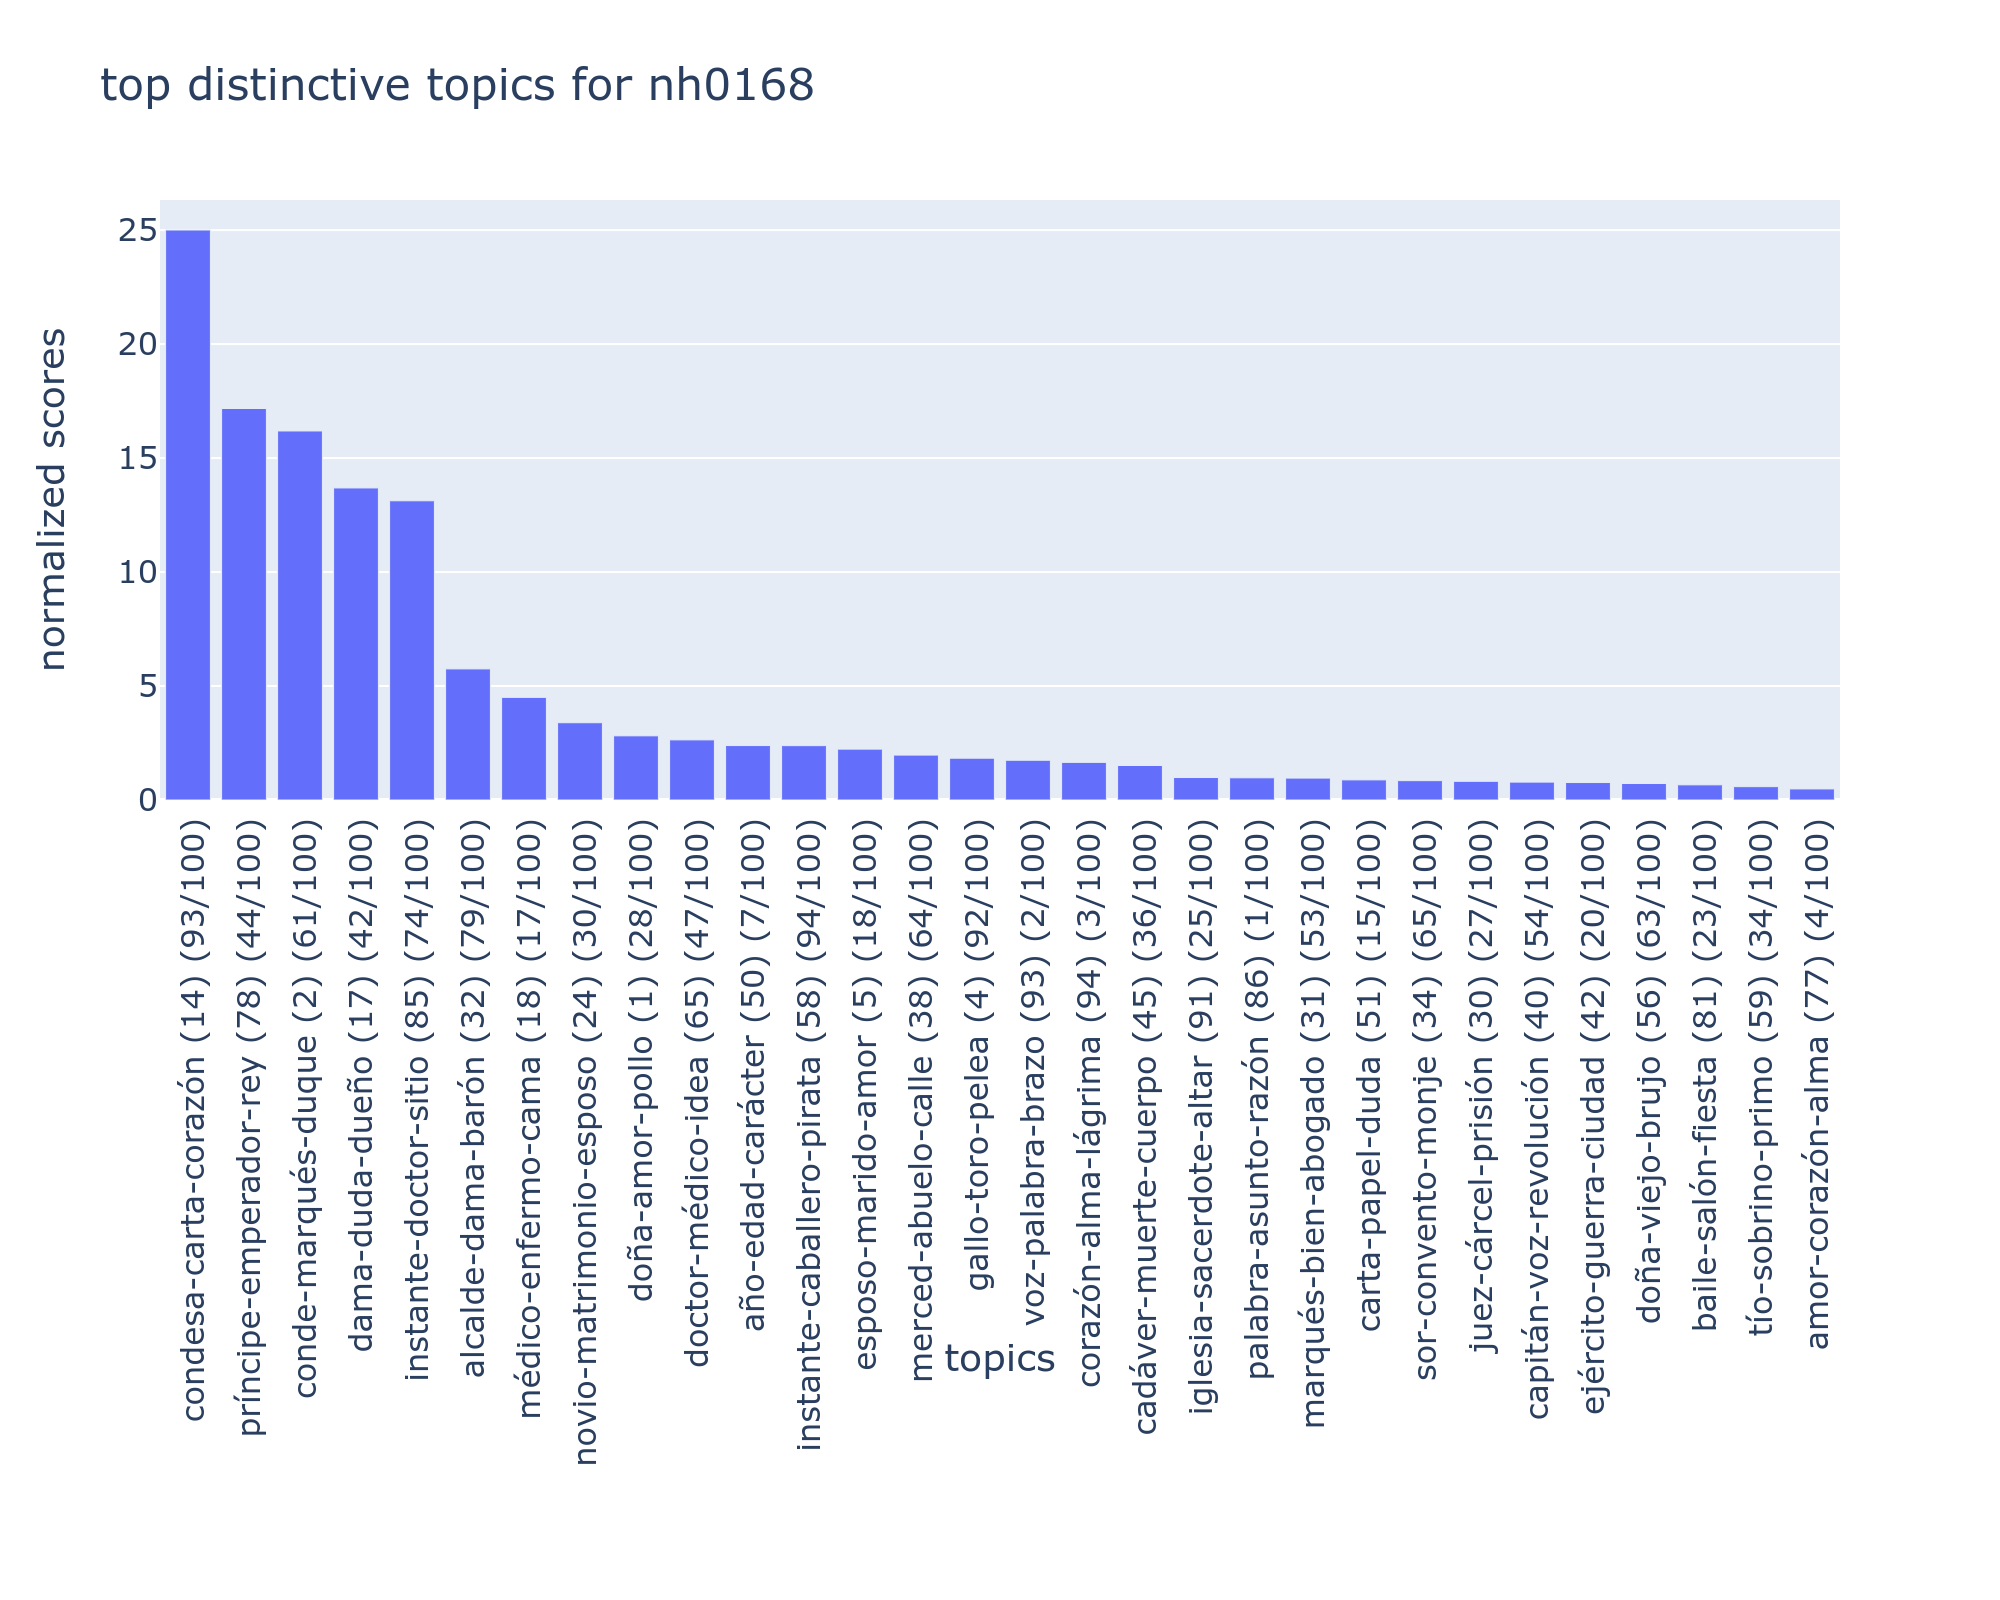 top distinctive topics for nh0168
normalized scores
25
20
15
10
5
0
condesa-carta-corazón (14) (93/100)
príncipe-emperador-rey (78) (44/100)
conde-marqués-duque (2) (61/100)
dama-duda-dueño (17) (42/100)
instante-doctor-sitio (85) (74/100)
alcalde-dama-barón (32) (79/100)
médico-enfermo-cama (18) (17/100)
novio-matrimonio-esposo (24) (30/100)
doña-amor-pollo (1) (28/100)
doctor-médico-idea (65) (47/100)
año-edad-carácter (50) (7/100)
instante-caballero-pirata (58) (94/100)
esposo-marido-amor (5) (18/100)
merced-abuelo-calle (38) (64/100)
gallo-toro-pelea (4) (92/100)
voz-palabra-brazo (93) (2/100)
corazón-alma-lágrima (94) (3/100)
cadáver-muerte-cuerpo (45) (36/100)
iglesia-sacerdote-altar (91) (25/100)
palabra-asunto-razón (86) (1/100)
marqués-bien-abogado (31) (53/100)
carta-papel-duda (51) (15/100)
sor-convento-monje (34) (65/100)
juez-cárcel-prisión (30) (27/100)
capitán-voz-revolución (40) (54/100)
ejército-guerra-ciudad (42) (20/100)
doña-viejo-brujo (56) (63/100)
baile-salón-fiesta (81) (23/100)
tío-sobrino-primo (59) (34/100)
amor-corazón-alma (77) (4/100)
topics